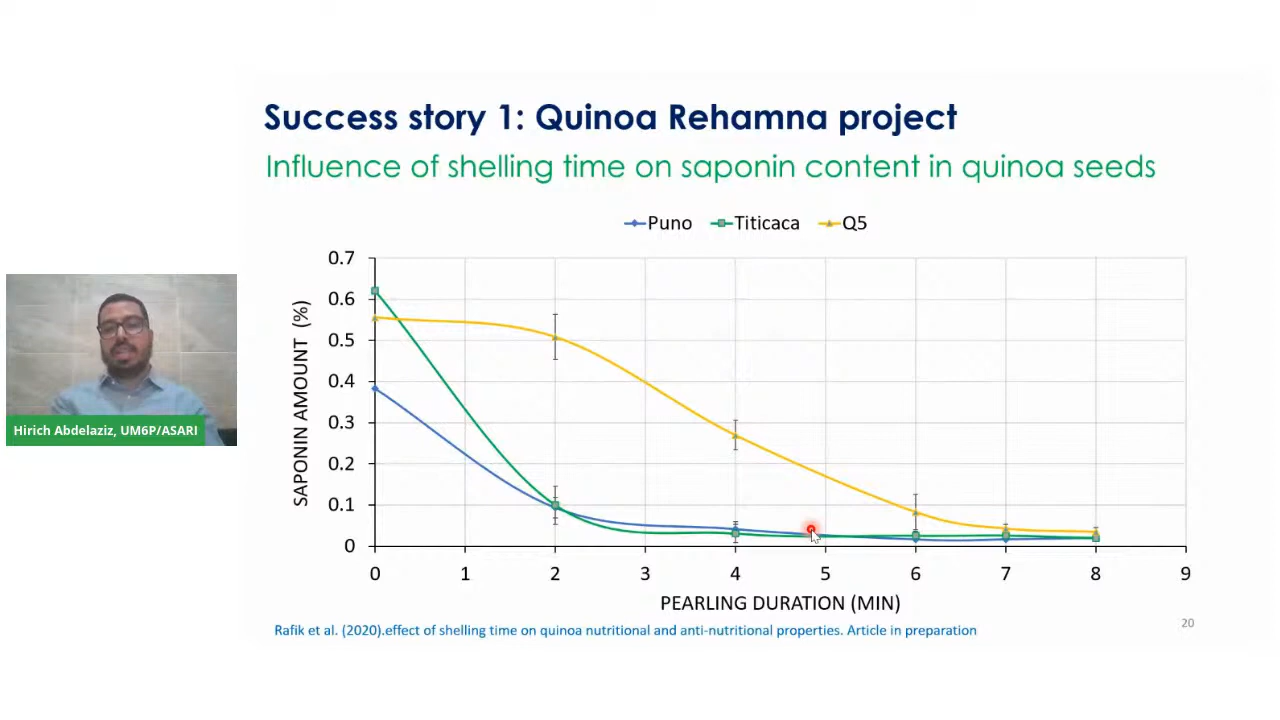 Success story 1: Quinoa Rehamna project
Influence of shelling time on saponin content in quinoa seeds
Puno Titicaca Q5
SAPONIN AMOUNT (%)
0.7
0.6
0.5
0.4
0.3
0.2
0.1
0
0 1 2 3 4 5 6 7 8 9
PEARLING DURATION (MIN)
Rafik et al. (2020).effect of shelling time on quinoa nutritional and anti-nutritional properties. Article in preparation
20
Hirich Abdelaziz, UM6P/ASARI